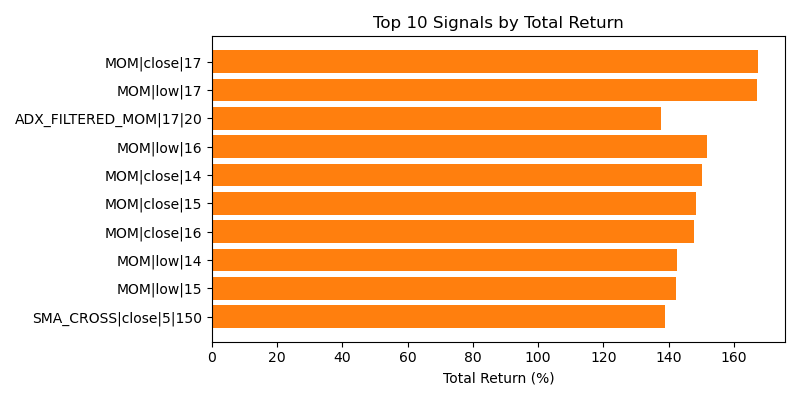 Top 10 Signals by Total Return
MOM|close|17
MOM|low|17
ADX_FILTERED_MOM|17|20
MOM|low|16
MOM|close|14
MOM|close|15
MOM|close|16
MOM|low|14
MOM|low|15
SMA_CROSS|close|5|150
0 20 40 60 80 100 120 140 160
Total Return (%)